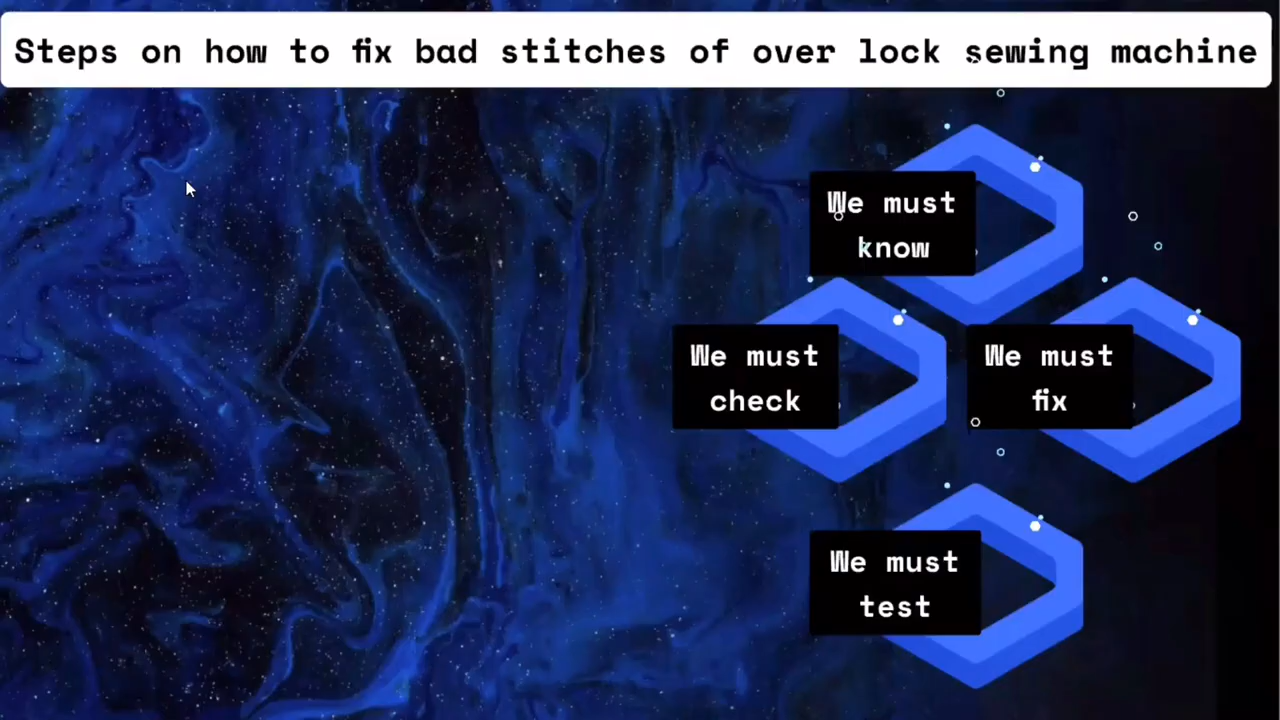 Steps on how to fix bad stitches of over lock sewing machine
We must
know
We must
check
We must
fix
We must
test